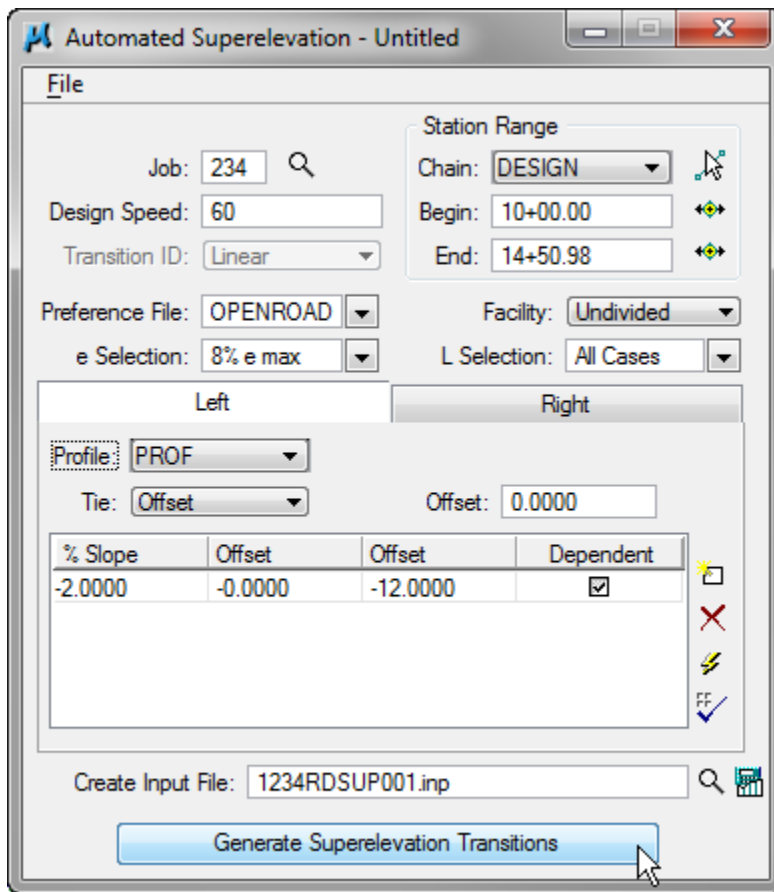 Automated Superelevation - Untitled
File
Station Range
Job: 234
Chain: DESIGN
Design Speed: 60
Begin: 10+00.00
Transition ID: Linear
End: 14+50.98
Preference File: OPENROAD
Facility: Undivided
e Selection: 8% e max
L Selection: All Cases
Left
Right
Profile: PROF
Tie: Offset
Offset: 0.0000
% Slope Offset Offset Dependent
-2.0000 -0.0000 -12.0000
FF
Create Input File: 1234RDSUP001.inp
Generate Superelevation Transitions